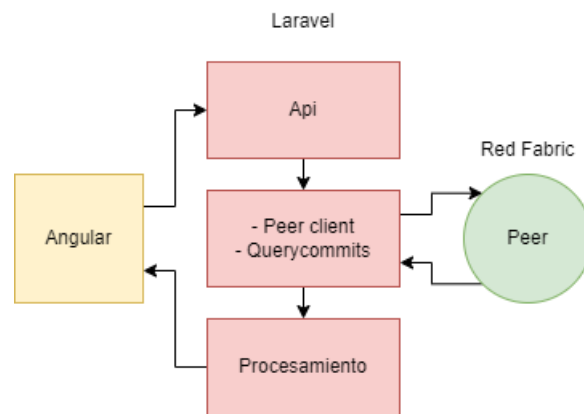 Laravel
Api
Red Fabric
Angular
- Peer client
- Querycommits
Peer
Procesamiento